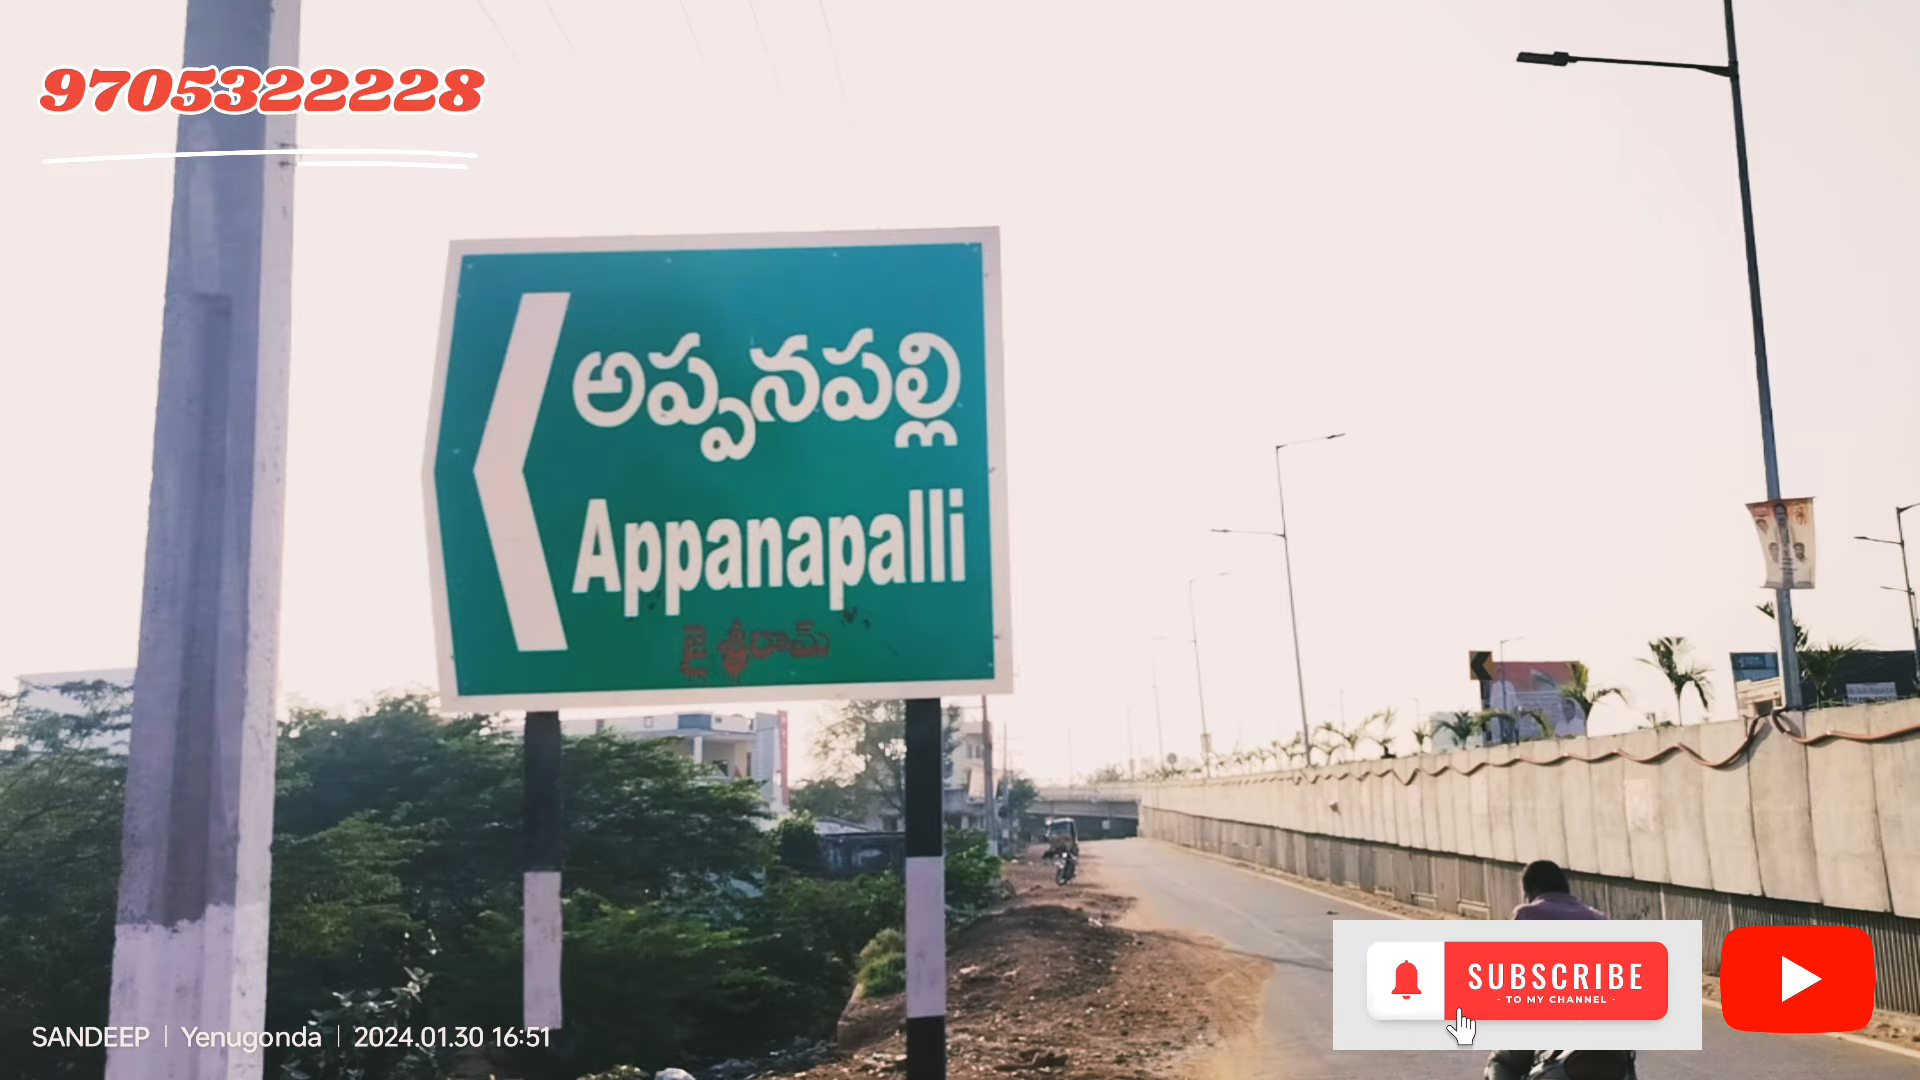 9705322228
అప్పనపల్లి
Appanapalli
జై శ్రీరామ్
SUBSCRIBE
- TO MY CHANNEL -
SANDEEP | Yenugonda | 2024.01.30 16:51